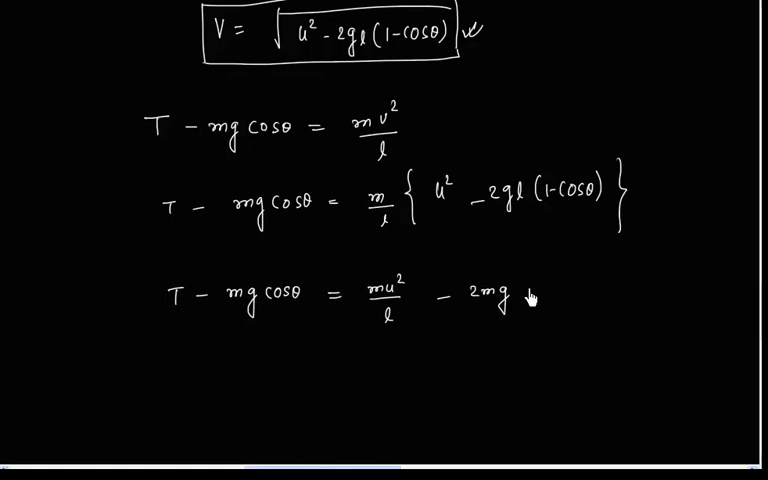 V = √u² - 2gl(1-cosθ)
T - mg cosθ = mv²/l
T - mg cosθ = m/l { u² - 2gl (1-cosθ) }
T - mg cosθ = mu²/l - 2mg